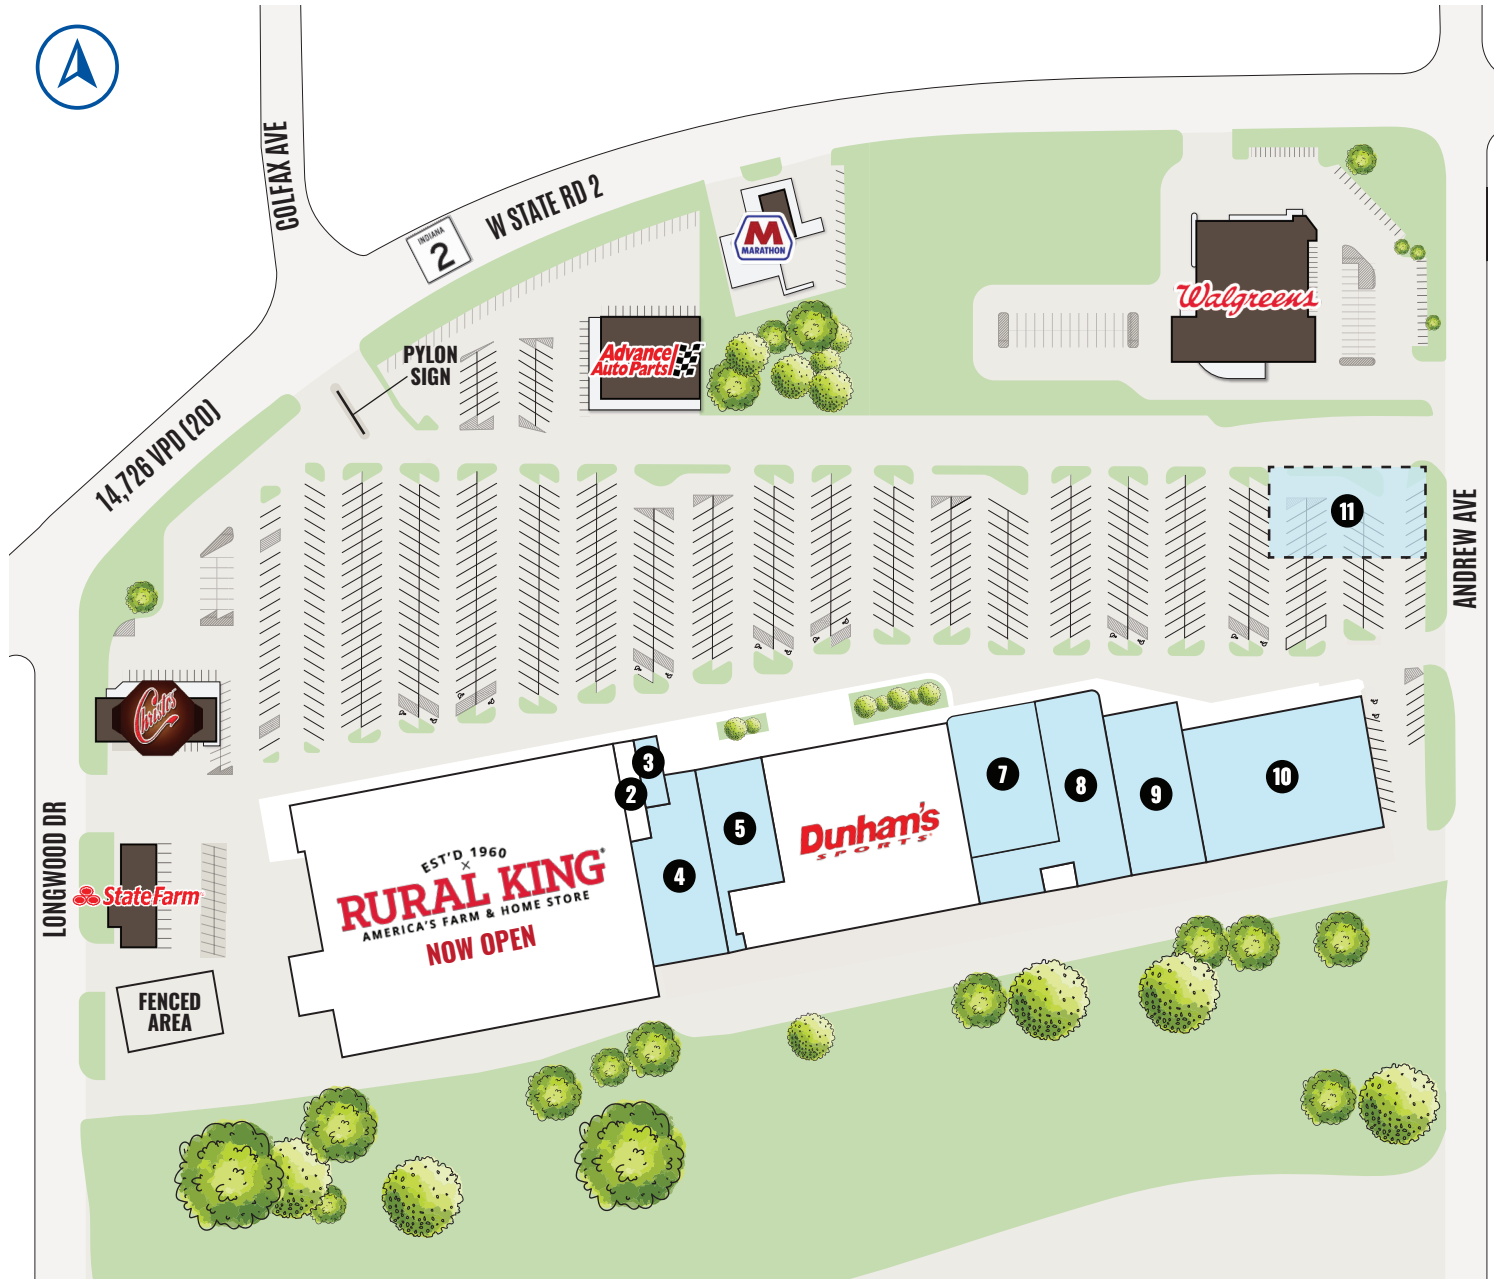 COLFAX AVE
INDIANA
2
W STATE RD 2
M
MARATHON
Walgreens
PYLON
SIGN
Advance
Auto Parts
14,726 VPD (20)
11
ANDREW AVE
Christo's
3
2
7
8
9
10
5
4
Dunham's
SPORTS
EST'D 1960
X
RURAL KING®
AMERICA'S FARM & HOME STORE
NOW OPEN
LONGWOOD DR
StateFarm
FENCED
AREA